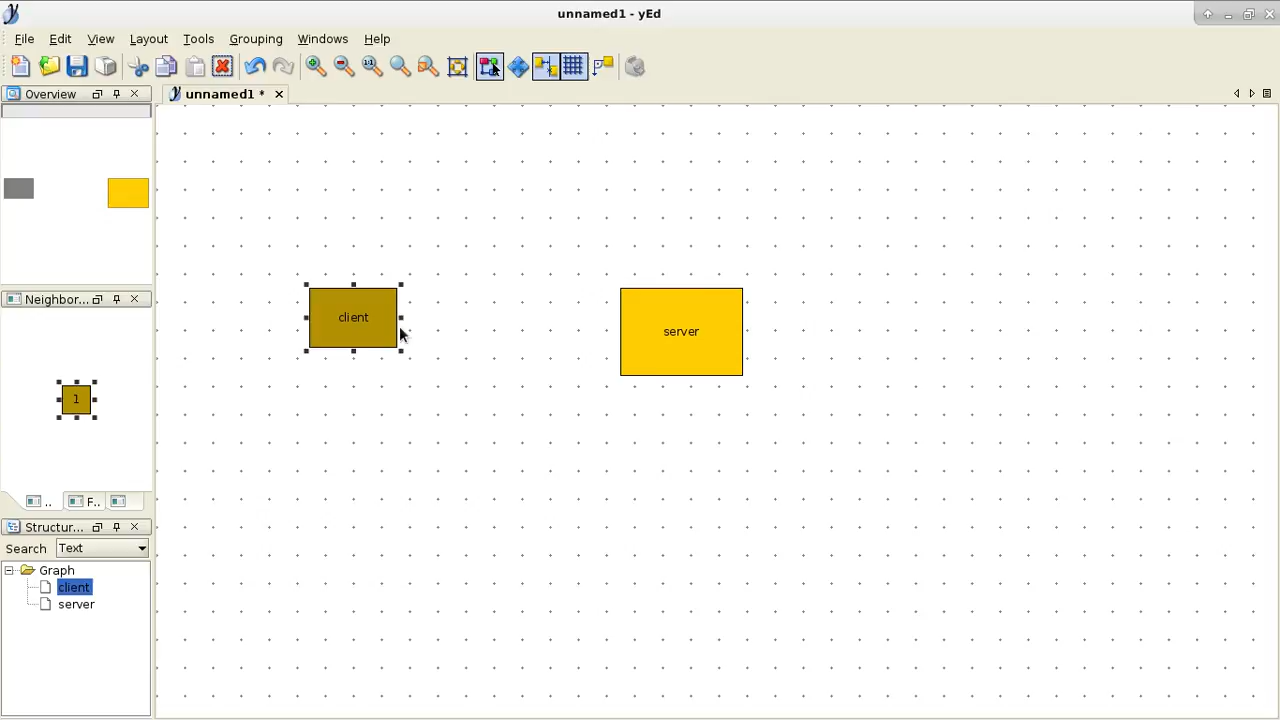 unnamed1 - yEd
File Edit View Layout Tools Grouping Windows Help
Overview
unnamed1 *
client
server
Neighbor...
1
..
F..
Structur...
Search Text
Graph
client
server